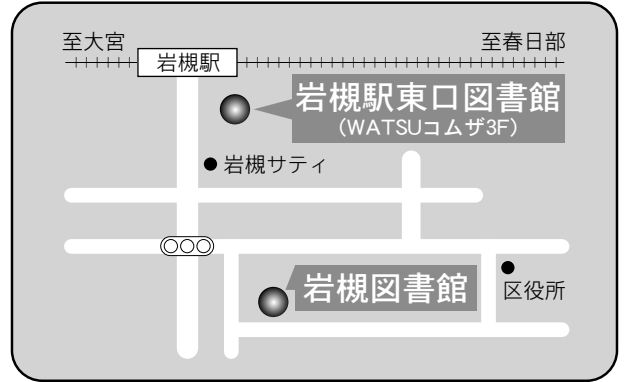 至大宮
至春日部
岩槻駅
岩槻駅東口図書館
(WATSUコムザ3F)
岩槻サティ
岩槻図書館
区役所